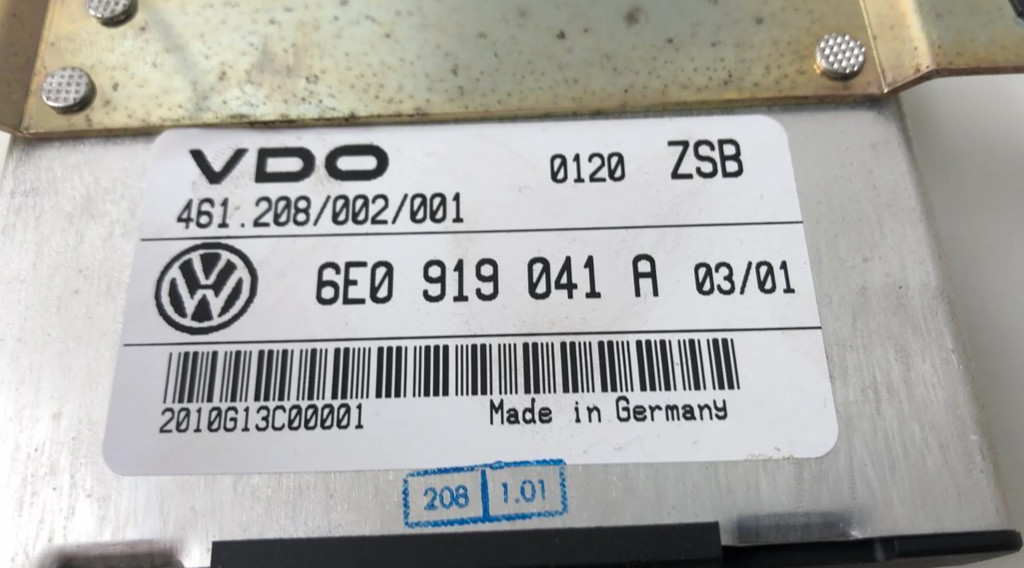 VDO 0120 ZSB
461.208/002/001
6E0 919 041 A 03/01
2010G13C00001 Made in Germany
208 1.01